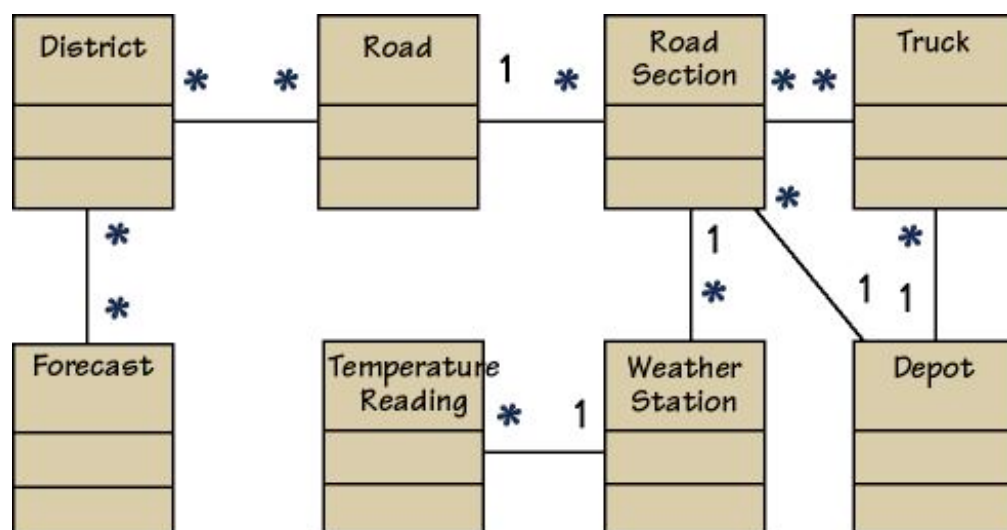 District
Road
Road
Section
Truck
* * 1 * * *
*
* 1 *
1 1
* *
Forecast
Temperature
Reading
Weather
Station
Depot
* 1